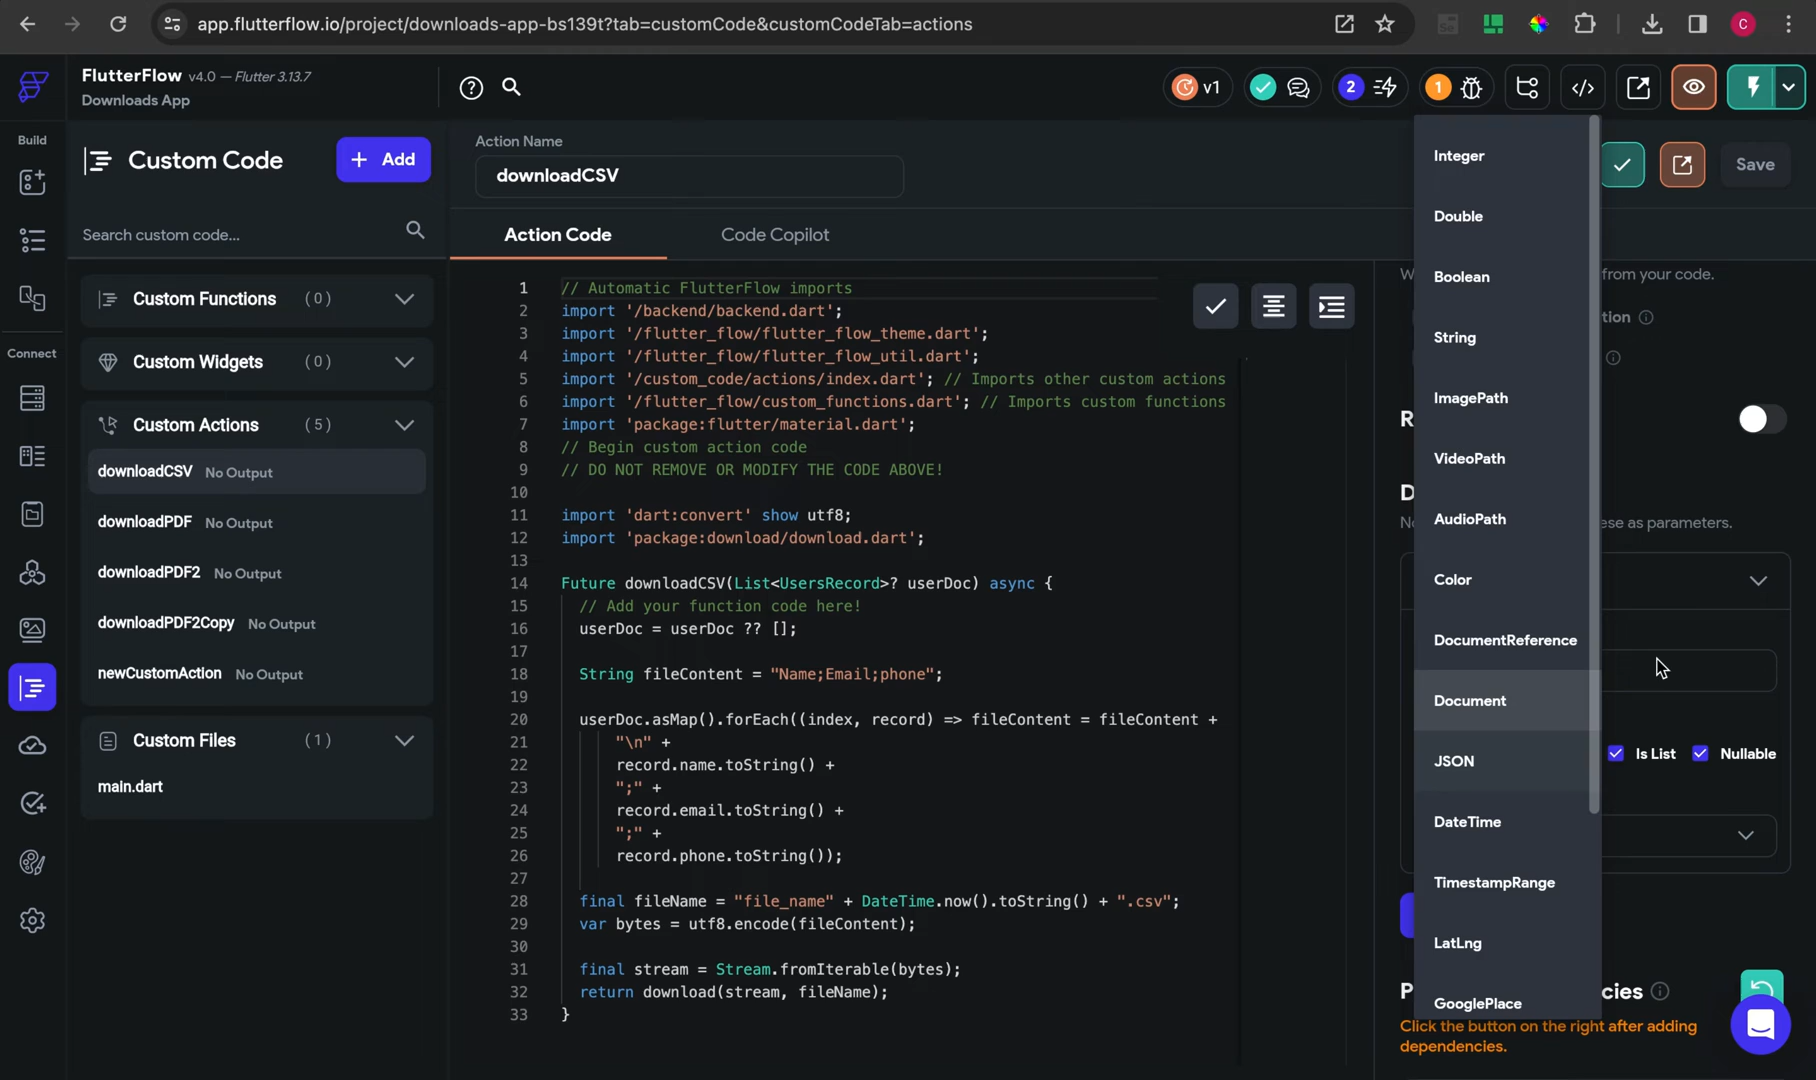 app.flutterflow.io/project/downloads-app-bs139t?tab=customCode&customCodeTab=actions
C
FlutterFlow v4.0 — Flutter 3.13.7
Downloads App
v1
2
1
Build
Connect
Custom Code
+ Add
Search custom code...
Custom Functions (0)
Custom Widgets (0)
Custom Actions (5)
downloadCSV No Output
downloadPDF No Output
downloadPDF2 No Output
downloadPDF2Copy No Output
newCustomAction No Output
Custom Files (1)
main.dart
Action Name
downloadCSV
Save
Action Code
Code Copilot
1 // Automatic FlutterFlow imports
2 import '/backend/backend.dart';
3 import '/flutter_flow/flutter_flow_theme.dart';
4 import '/flutter_flow/flutter_flow_util.dart';
5 import '/custom_code/actions/index.dart'; // Imports other custom actions
6 import '/flutter_flow/custom_functions.dart'; // Imports custom functions
7 import 'package:flutter/material.dart';
8 // Begin custom action code
9 // DO NOT REMOVE OR MODIFY THE CODE ABOVE!
10
11 import 'dart:convert' show utf8;
12 import 'package:download/download.dart';
13
14 Future downloadCSV(List<UsersRecord>? userDoc) async {
15 // Add your function code here!
16 userDoc = userDoc ?? [];
17
18 String fileContent = "Name;Email;phone";
19
20 userDoc.asMap().forEach((index, record) => fileContent = fileContent +
21 "\n" +
22 record.name.toString() +
23 ";" +
24 record.email.toString() +
25 ";" +
26 record.phone.toString());
27
28 final fileName = "file_name" + DateTime.now().toString() + ".csv";
29 var bytes = utf8.encode(fileContent);
30
31 final stream = Stream.fromIterable(bytes);
32 return download(stream, fileName);
33 }
Integer
Double
Boolean
String
ImagePath
VideoPath
AudioPath
Color
DocumentReference
Document
JSON
DateTime
TimestampRange
LatLng
GooglePlace
from your code.
tion
ese as parameters.
Is List
Nullable
cies
Click the button on the right after adding
dependencies.